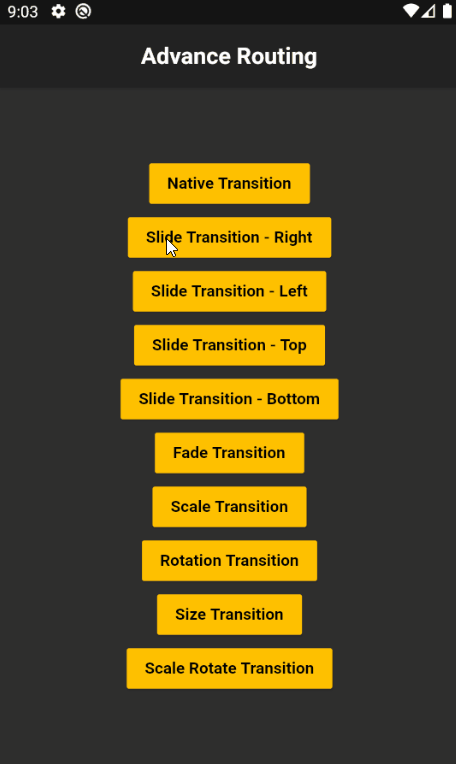 9:03
Advance Routing
Native Transition
Slide Transition - Right
Slide Transition - Left
Slide Transition - Top
Slide Transition - Bottom
Fade Transition
Scale Transition
Rotation Transition
Size Transition
Scale Rotate Transition